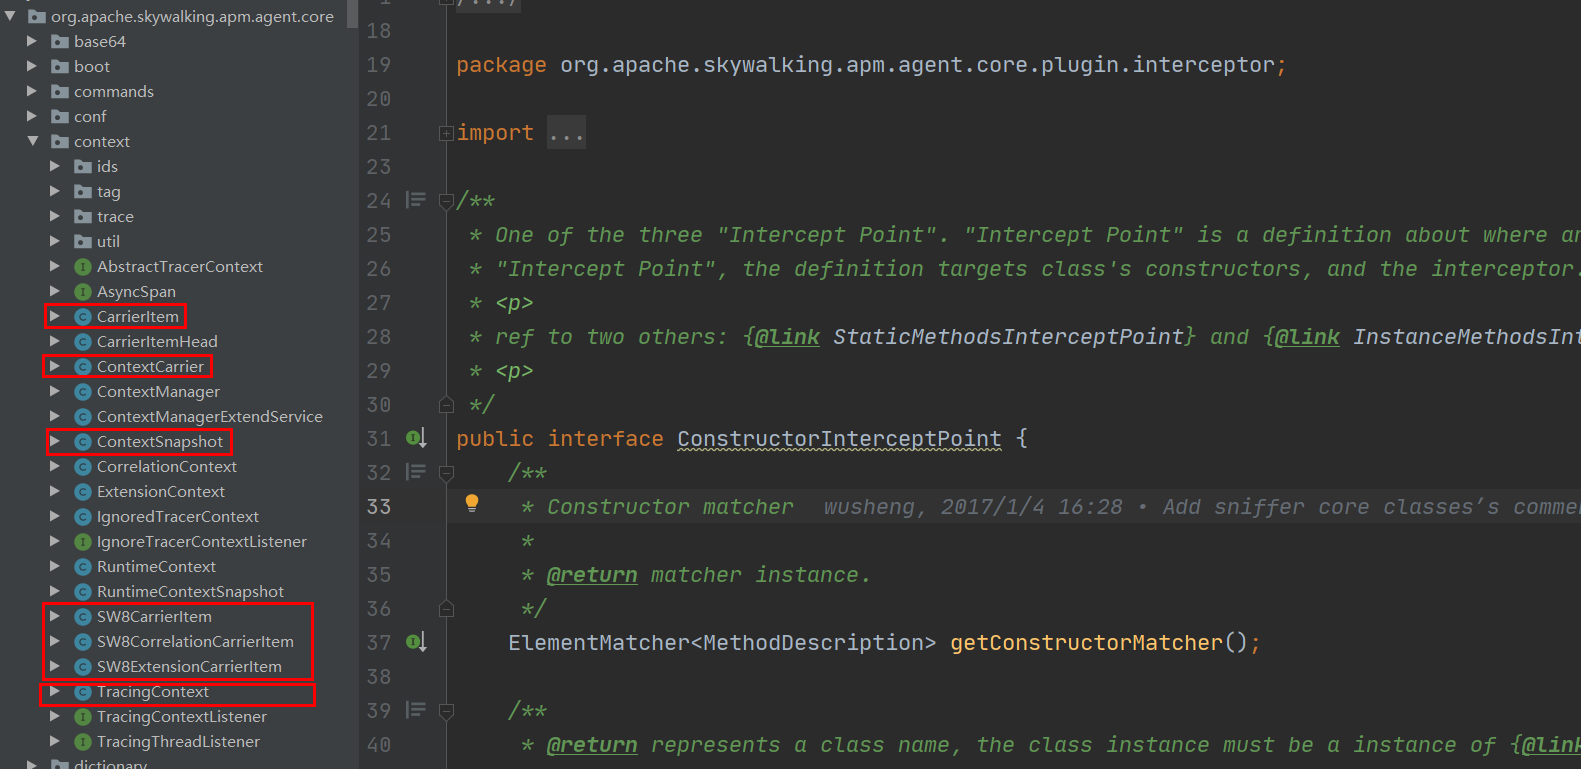 org.apache.skywalking.apm.agent.core
base64
boot
commands
conf
context
ids
tag
trace
util
AbstractTracerContext
AsyncSpan
CarrierItem
CarrierItemHead
ContextCarrier
ContextManager
ContextManagerExtendService
ContextSnapshot
CorrelationContext
ExtensionContext
IgnoredTracerContext
IgnoreTracerContextListener
RuntimeContext
RuntimeContextSnapshot
SW8CarrierItem
SW8CorrelationCarrierItem
SW8ExtensionCarrierItem
TracingContext
TracingContextListener
TracingThreadListener
dictionary
1 /.../
18
19 package org.apache.skywalking.apm.agent.core.plugin.interceptor;
20
21 import ...
23
24 /**
25 * One of the three "Intercept Point". "Intercept Point" is a definition about where an
26 * "Intercept Point", the definition targets class's constructors, and the interceptor.
27 * <p>
28 * ref to two others: {@link StaticMethodsInterceptPoint} and {@link InstanceMethodsInt
29 * <p>
30 */
31 public interface ConstructorInterceptPoint {
32 /**
33 * Constructor matcher wusheng, 2017/1/4 16:28 • Add sniffer core classes's comme
34 *
35 * @return matcher instance.
36 */
37 ElementMatcher<MethodDescription> getConstructorMatcher();
38
39 /**
40 * @return represents a class name, the class instance must be a instance of {@link